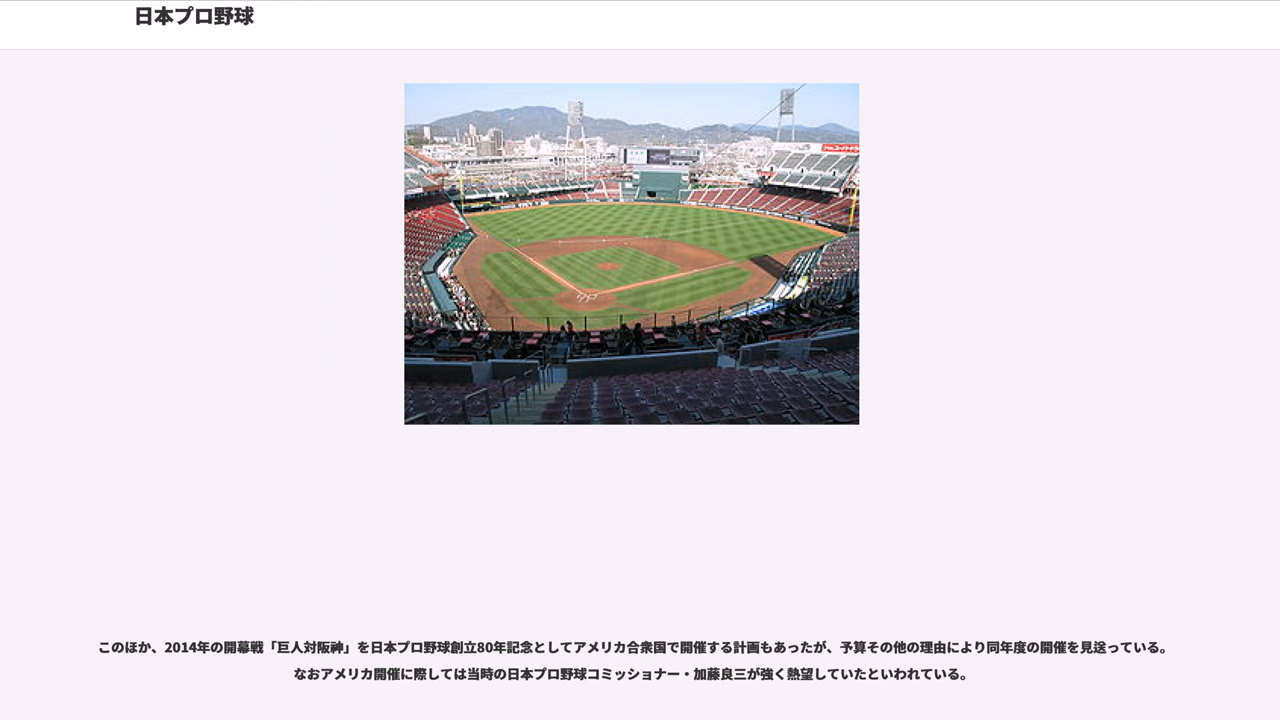 日本プロ野球
このほか、2014年の開幕戦「巨人対阪神」を日本プロ野球創立80年記念としてアメリカ合衆国で開催する計画もあったが、予算その他の理由により同年度の開催を見送っている。
なおアメリカ開催に際しては当時の日本プロ野球コミッショナー・加藤良三が強く熱望していたといわれている。